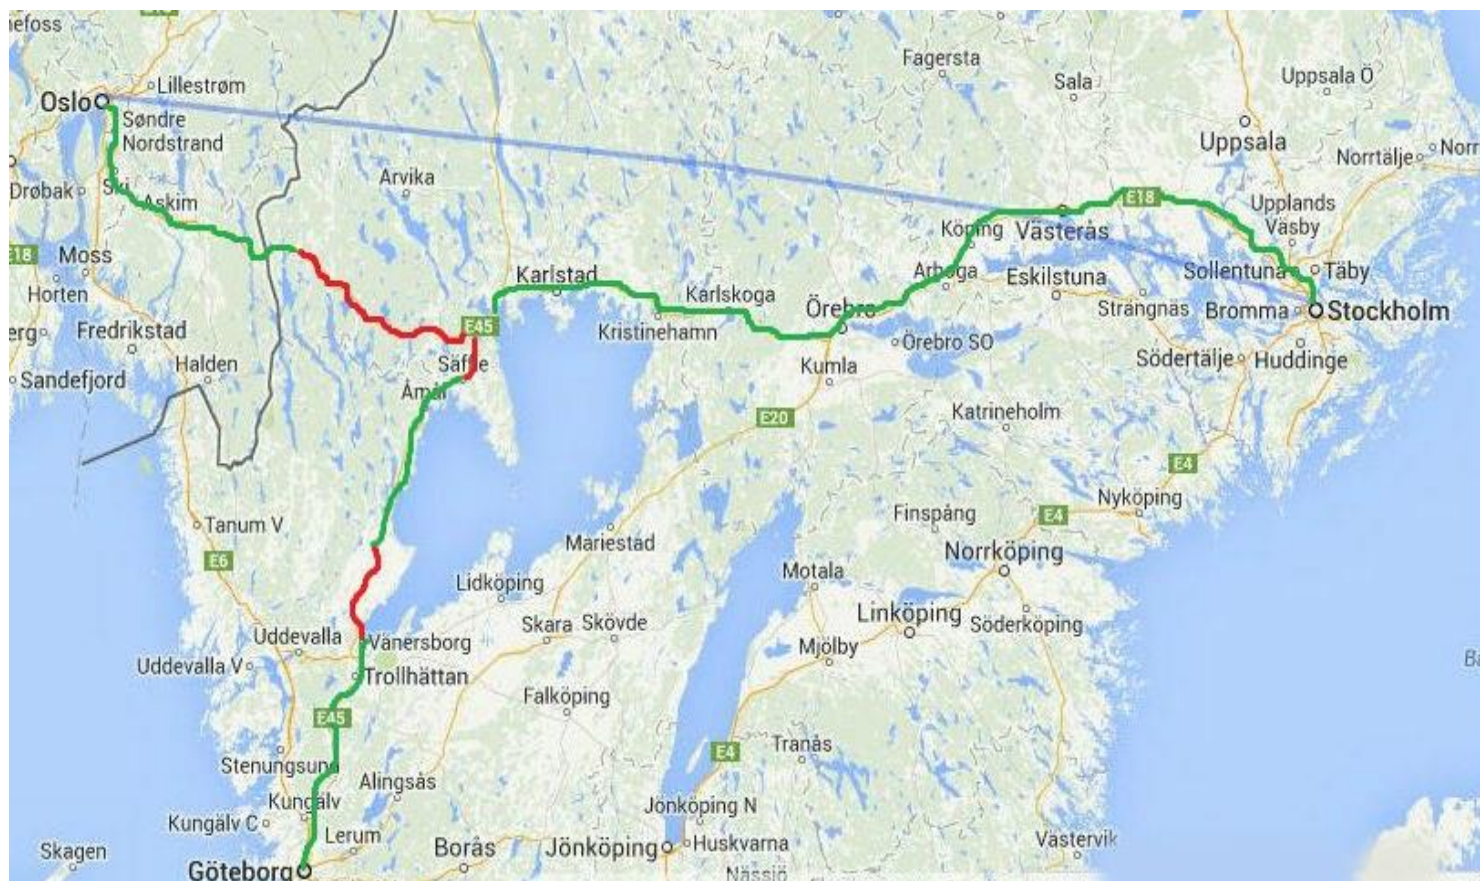 nefoss
Fagersta
Sala
Uppsala Ö
Lillestrøm
Oslo
Søndre
Nordstrand
Uppsala
Norrtälje
Norr
Drøbak
Ski
Askim
Arvika
E18
Upplands
Väsby
Köping
Västerås
E18
Moss
Horten
Karlstad
Karlskoga
Arboga
Eskilstuna
Strängnäs
Sollentuna
Täby
Bromma
Stockholm
erg
Fredrikstad
E45
Kristinehamn
Örebro
Örebro SO
Södertälje
Huddinge
Sandefjord
Halden
Säffle
Åmål
Kumla
E20
Katrineholm
E4
Tanum V
Nyköping
Finspång
E4
Norrköping
E6
Mariestad
Lidköping
Motala
Uddevalla
Vänersborg
Skara
Skövde
Linköping
Söderköping
Uddevalla V
Trollhättan
Mjölby
Falköping
E45
E4
Tranås
Stenungsund
Alingsås
Kungälv
Kungälv C
Lerum
Jönköping N
Skagen
Göteborg
Borås
Jönköping
Huskvarna
Västervik
Nässjö